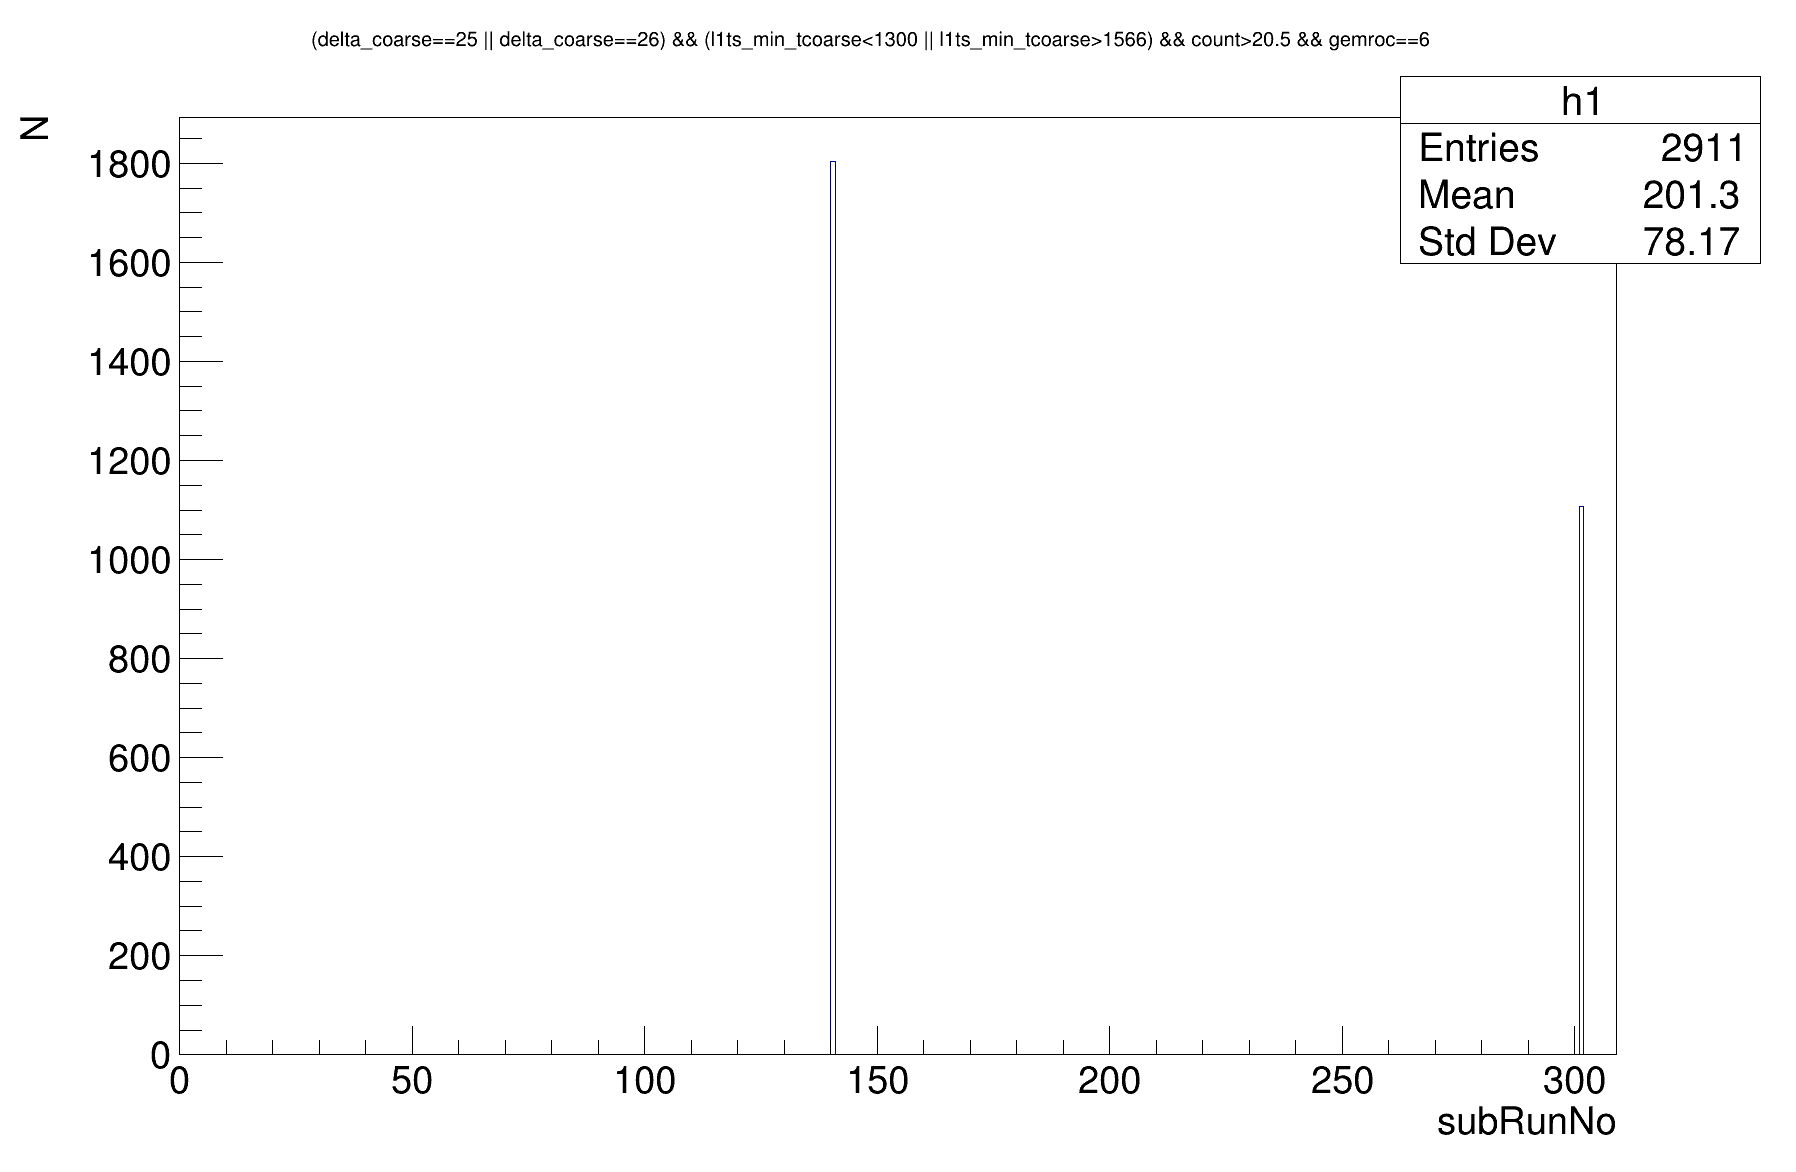 (delta_coarse==25 || delta_coarse==26) && (l1ts_min_tcoarse<1300 || l1ts_min_tcoarse>1566) && count>20.5 && gemroc==6
h1
Entries 2911
Mean 201.3
Std Dev 78.17
N
1800
1600
1400
1200
1000
800
600
400
200
0
0 50 100 150 200 250 300
subRunNo